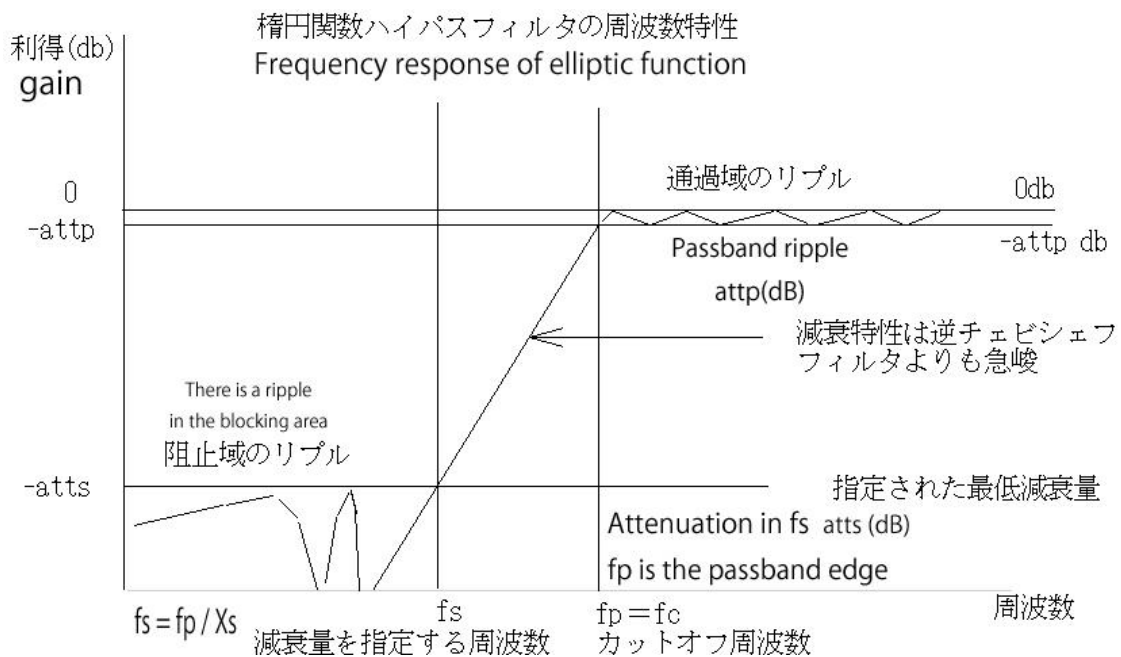 楕円関数ハイパスフィルタの周波数特性
利得(db)
Frequency response of elliptic function
gain
通過域のリプル
0
0db
-attp
-attp db
Passband ripple
attp(dB)
減衰特性は逆チェビシェフ
フィルタよりも急峻
There is a ripple
in the blocking area
阻止域のリプル
-atts
指定された最低減衰量
Attenuation in fs atts (dB)
fp is the passband edge
fs = fp / Xs
fs
fp＝fc
周波数
減衰量を指定する周波数
カットオフ周波数